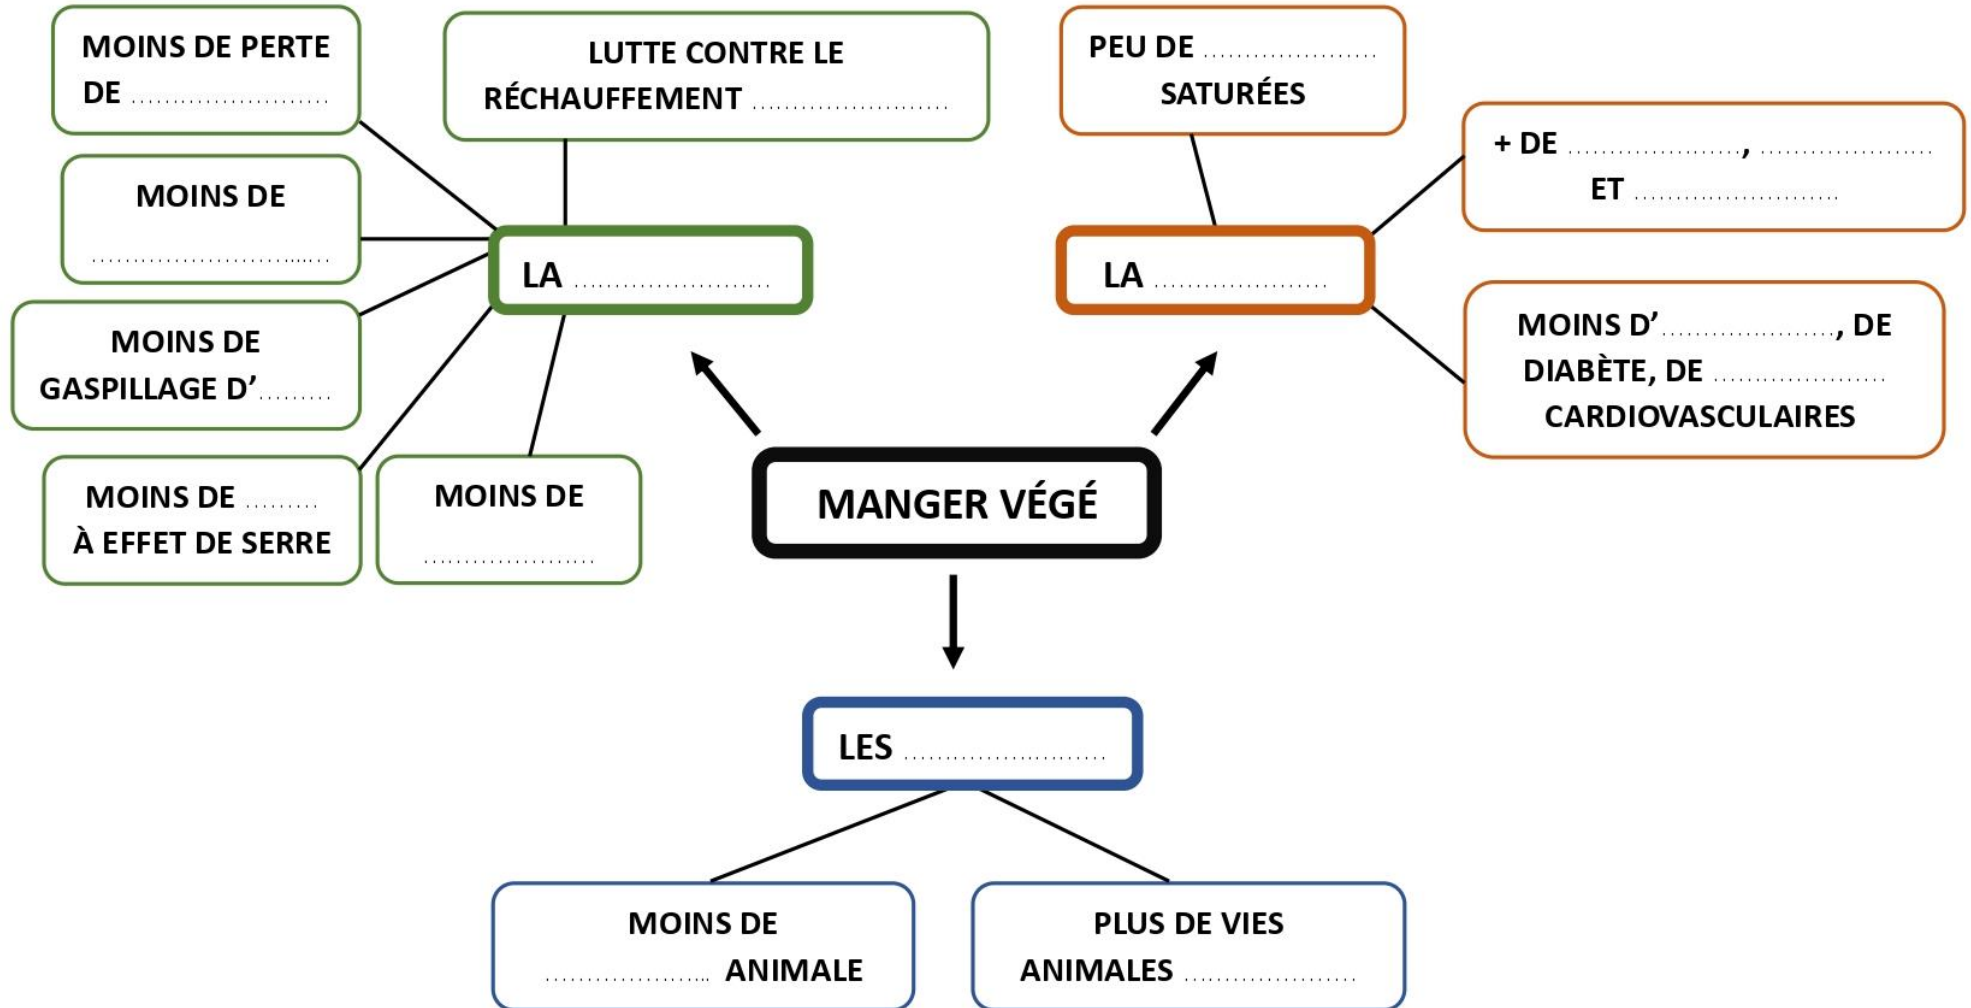 MOINS DE PERTE
DE ........................
LUTTE CONTRE LE
RÉCHAUFFEMENT ........................
PEU DE .....................
SATURÉES
+ DE ....................., .....................
ET .........................
MOINS DE
.............................
LA ........................
LA .....................
MOINS DE
GASPILLAGE D’.........
MOINS D’....................., DE
DIABÈTE, DE .....................
CARDIOVASCULAIRES
MOINS DE .........
À EFFET DE SERRE
MOINS DE
.....................
MANGER VÉGÉ
LES .........................
MOINS DE
..................... ANIMALE
PLUS DE VIES
ANIMALES .....................